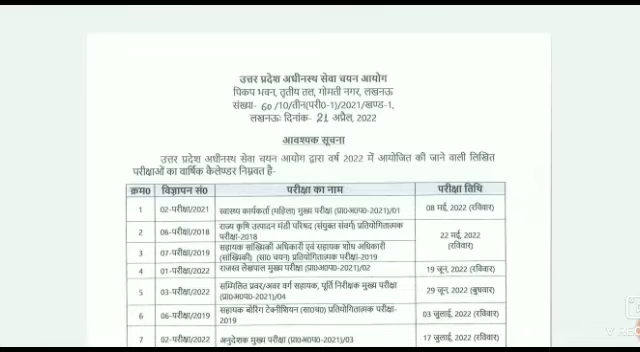 उत्तर प्रदेश अधीनस्थ सेवा चयन आयोग
पिकप भवन, तृतीय तल, गोमती नगर, लखनऊ
संख्या- 60/10/तीन(परी0-1)/2021/खण्ड-1,
लखनऊः दिनांक- 21 अप्रैल, 2022
आवश्यक सूचना
उत्तर प्रदेश अधीनस्थ सेवा चयन आयोग द्वारा वर्ष 2022 में आयोजित की जाने वाली लिखित
परीक्षाओं का वार्षिक कैलेण्डर निम्नवत है-
क्रम0 विज्ञापन सं0 परीक्षा का नाम परीक्षा तिथि
1 02-परीक्षा/2021 स्वास्थ्य कार्यकर्ता (महिला) मुख्य परीक्षा (प्रा0अ0प0-2021)/01 08 मई, 2022 (रविवार)
2 06-परीक्षा/2018 राज्य कृषि उत्पादन मंडी परिषद (संयुक्त संवर्ग) प्रतियोगितात्मक
परीक्षा-2018
22 मई, 2022
(रविवार)
3 07-परीक्षा/2019 सहायक सांख्यिकी अधिकारी एवं सहायक शोध अधिकारी
(सांख्यिकी) (सा0 चयन) प्रतियोगितात्मक परीक्षा-2019
4 01-परीक्षा/2022 राजस्व लेखपाल मुख्य परीक्षा (प्रा0अ0प0-2021)/02 19 जून, 2022 (रविवार)
5 03-परीक्षा/2022 सम्मिलित प्रवर/अवर वर्ग सहायक, पूर्ति निरीक्षक मुख्य परीक्षा
(प्रा0अ0प0-2021)/04 29 जून, 2022 (बुधवार)
6 06-परीक्षा/2019 सहायक बोरिंग टेक्नीशियन (सा0च0) प्रतियोगितात्मक परीक्षा-
2019 03 जुलाई, 2022 (रविवार)
7 02-परीक्षा/2022 अनुदेशक मुख्य परीक्षा (प्रा0अ0प0-2021)/03 17 जुलाई, 2022 (रविवार)